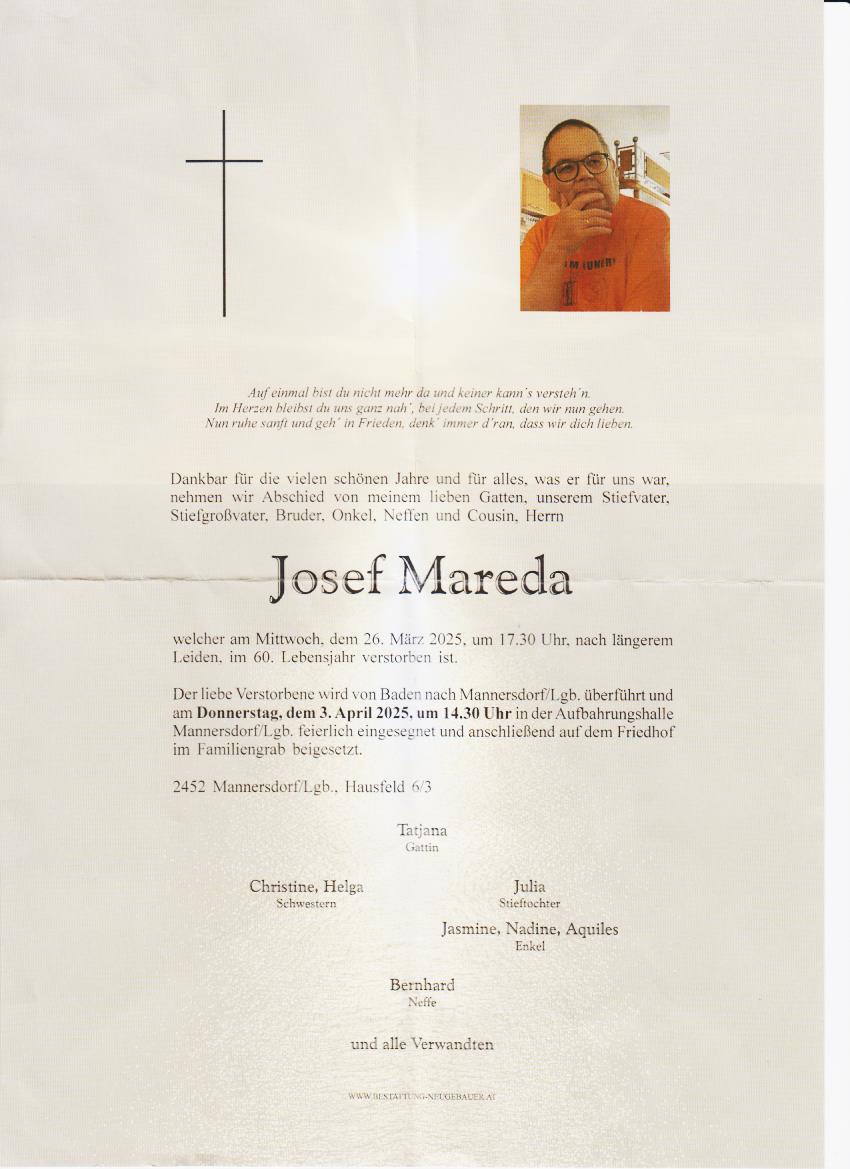 Auf einmal bist du nicht mehr da und keiner kann´s versteh´n.
Im Herzen bleibst du uns ganz nah´, bei jedem Schritt, den wir nun gehen.
Nun ruhe sanft und geh´ in Frieden, denk´ immer d´ran, dass wir dich lieben.
Dankbar für die vielen schönen Jahre und für alles, was er für uns war,
nehmen wir Abschied von meinem lieben Gatten, unserem Stiefvater,
Stiefgroßvater, Bruder, Onkel, Neffen und Cousin, Herrn
Josef Mareda
welcher am Mittwoch, dem 26. März 2025, um 17.30 Uhr, nach längerem
Leiden, im 60. Lebensjahr verstorben ist.
Der liebe Verstorbene wird von Baden nach Mannersdorf/Lgb. überführt und
am Donnerstag, dem 3. April 2025, um 14.30 Uhr in der Aufbahrungshalle
Mannersdorf/Lgb. feierlich eingesegnet und anschließend auf dem Friedhof
im Familiengrab beigesetzt.
2452 Mannersdorf/Lgb., Hausfeld 6/3
Tatjana
Gattin
Christine, Helga
Schwestern
Julia
Stieftochter
Jasmine, Nadine, Aquiles
Enkel
Bernhard
Neffe
und alle Verwandten
WWW.BESTATTUNG-NEUGEBAUER.AT